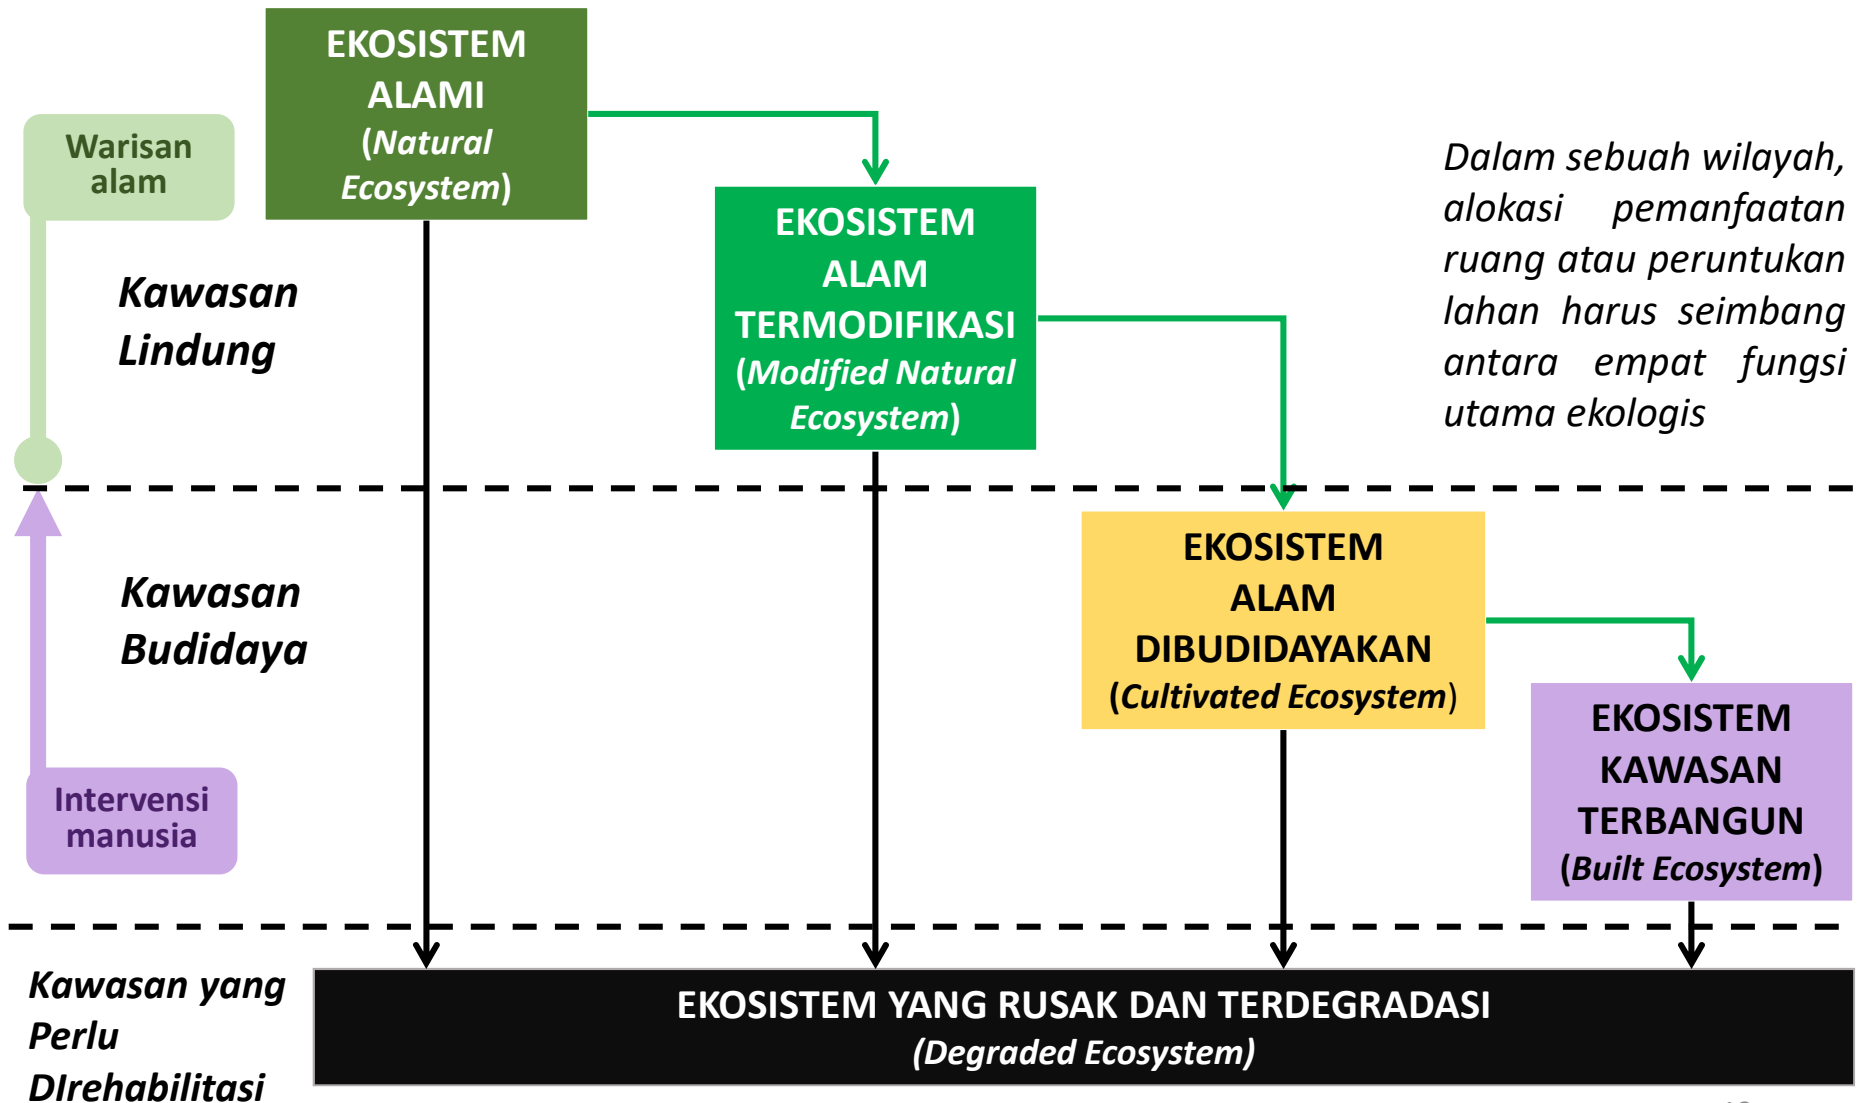 EKOSISTEM
ALAMI
(Natural
Ecosystem)
Warisan
alam
Dalam sebuah wilayah,
alokasi pemanfaatan
ruang atau peruntukan
lahan harus seimbang
antara empat fungsi
utama ekologis
EKOSISTEM
ALAM
TERMODIFIKASI
(Modified Natural
Ecosystem)
Kawasan
Lindung
Kawasan
Budidaya
EKOSISTEM
ALAM
DIBUDIDAYAKAN
(Cultivated Ecosystem)
EKOSISTEM
KAWASAN
TERBANGUN
(Built Ecosystem)
Intervensi
manusia
Kawasan yang
Perlu
DIrehabilitasi
EKOSISTEM YANG RUSAK DAN TERDEGRADASI
(Degraded Ecosystem)